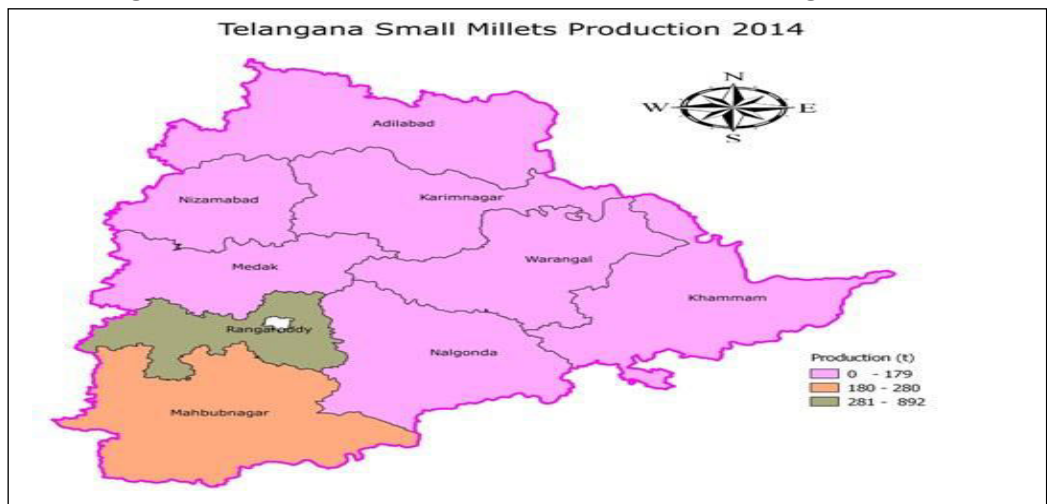 Telangana Small Millets Production 2014
N
W E
S
Adilabad
Nizamabad
Karimnagar
Medak
Warangal
Khammam
Nalgonda
Mahbubnagar
Production (t)
0 - 179
180 - 280
281 - 892